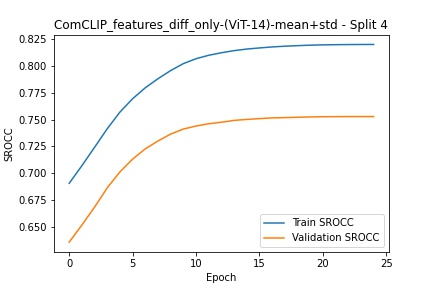 ComCLIP_features_diff_only-(ViT-14)-mean+std - Split 4
SROCC
0.825
0.800
0.775
0.750
0.725
0.700
0.675
0.650
Train SROCC
Validation SROCC
0 5 10 15 20 25
Epoch